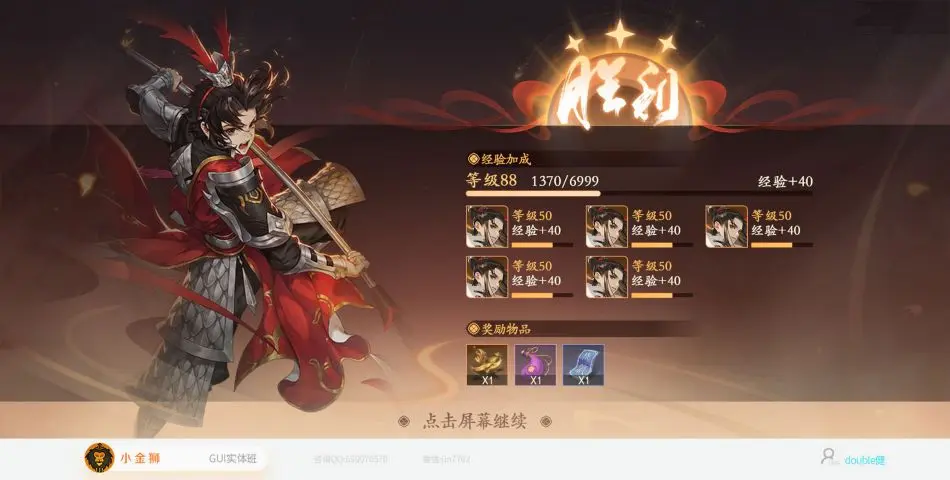 胜利
经验加成
等级88 1370/6999 经验+40
等级50 等级50 等级50
经验+40 经验+40 经验+40
等级50 等级50
经验+40 经验+40
奖励物品
X1 X1 X1
点击屏幕继续
小金狮 GUI实体班
double健